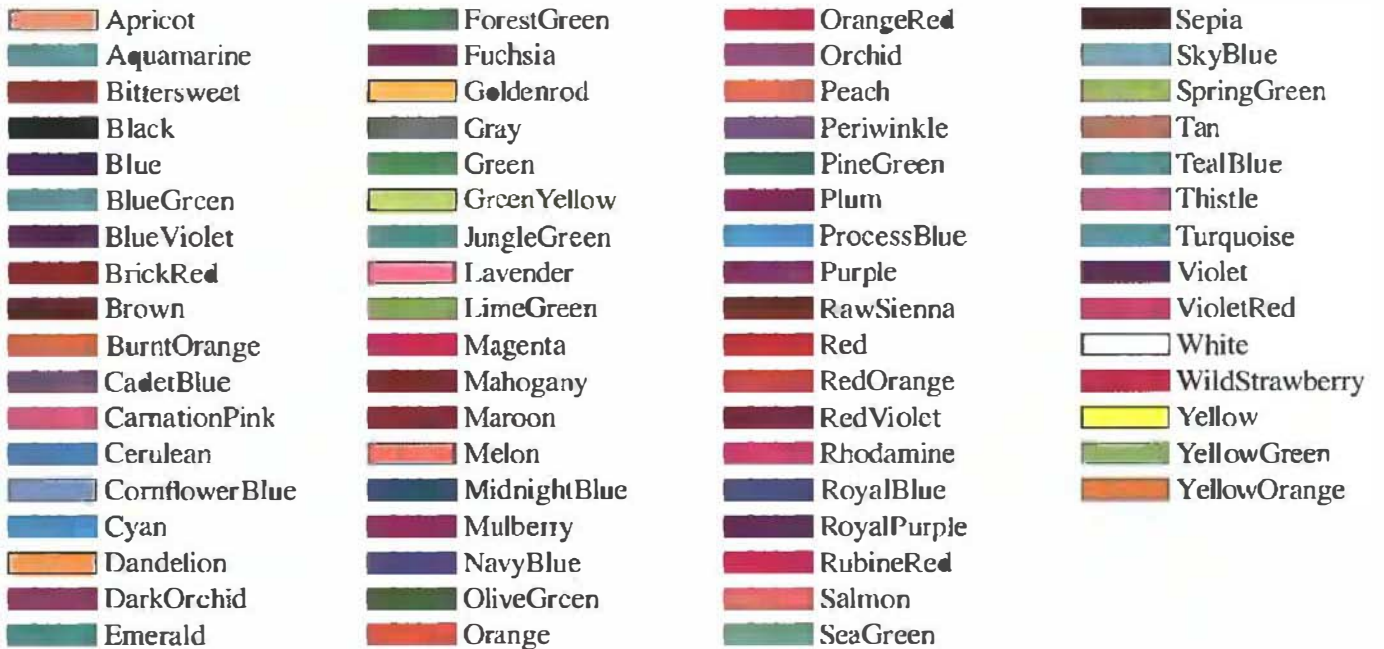 Apricot
Aquamarine
Bittersweet
Black
Blue
BlueGreen
BlueViolet
BrickRed
Brown
BurntOrange
CadetBlue
CarnationPink
Cerulean
CornflowerBlue
Cyan
Dandelion
DarkOrchid
Emerald
ForestGreen
Fuchsia
Goldenrod
Gray
Green
GreenYellow
JungleGreen
Lavender
LimeGreen
Magenta
Mahogany
Maroon
Melon
MidnightBlue
Mulberry
NavyBlue
OliveGreen
Orange
OrangeRed
Orchid
Peach
Periwinkle
PineGreen
Plum
ProcessBlue
Purple
RawSienna
Red
RedOrange
RedViolet
Rhodamine
RoyalBlue
RoyalPurple
RubineRed
Salmon
SeaGreen
Sepia
SkyBlue
SpringGreen
Tan
TealBlue
Thistle
Turquoise
Violet
VioletRed
White
WildStrawberry
Yellow
YellowGreen
YellowOrange